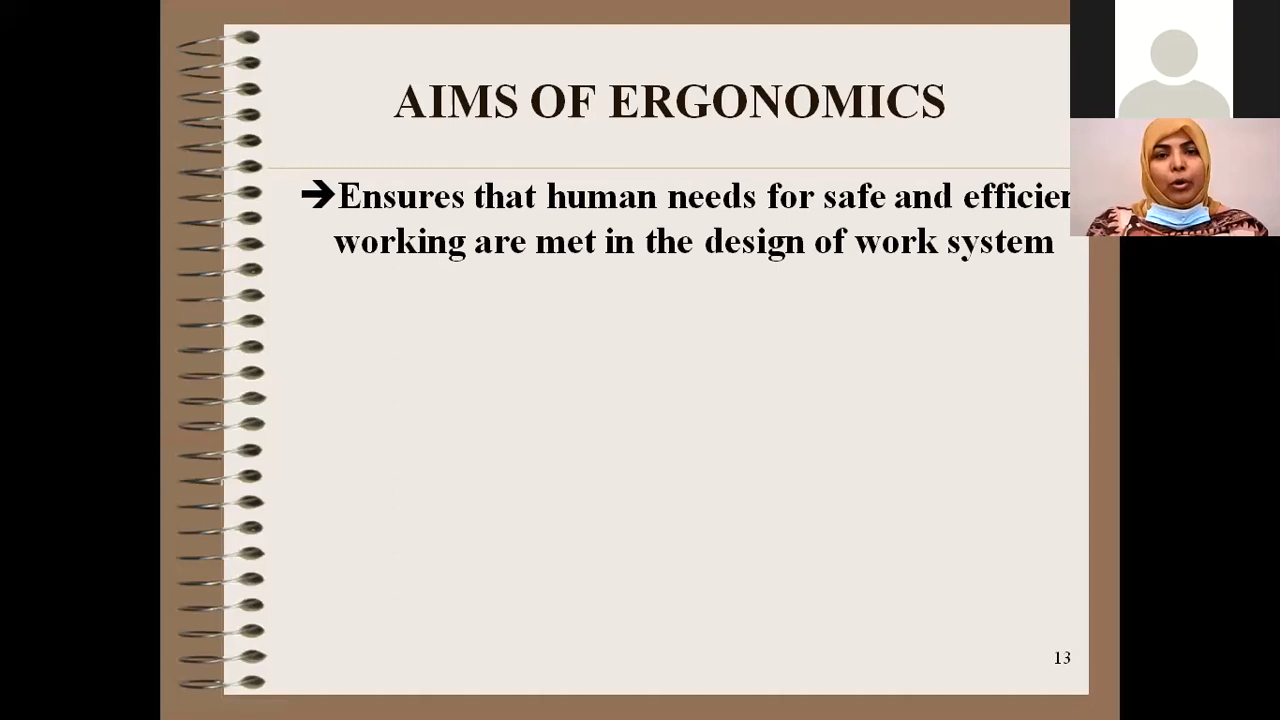 AIMS OF ERGONOMICS
➔Ensures that human needs for safe and efficien
working are met in the design of work system
13